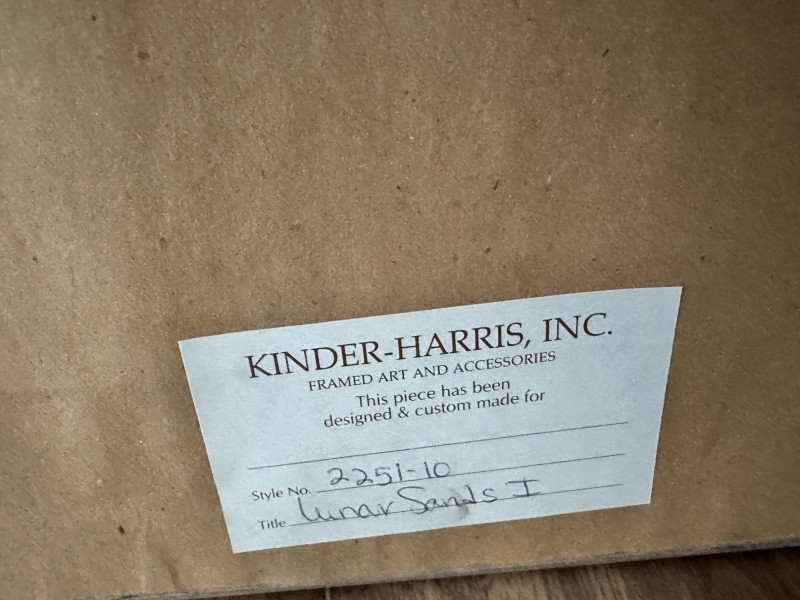 KINDER-HARRIS, INC.
FRAMED ART AND ACCESSORIES
This piece has been
designed & custom made for
Style No. 2251-10
Title Lunar Sands I